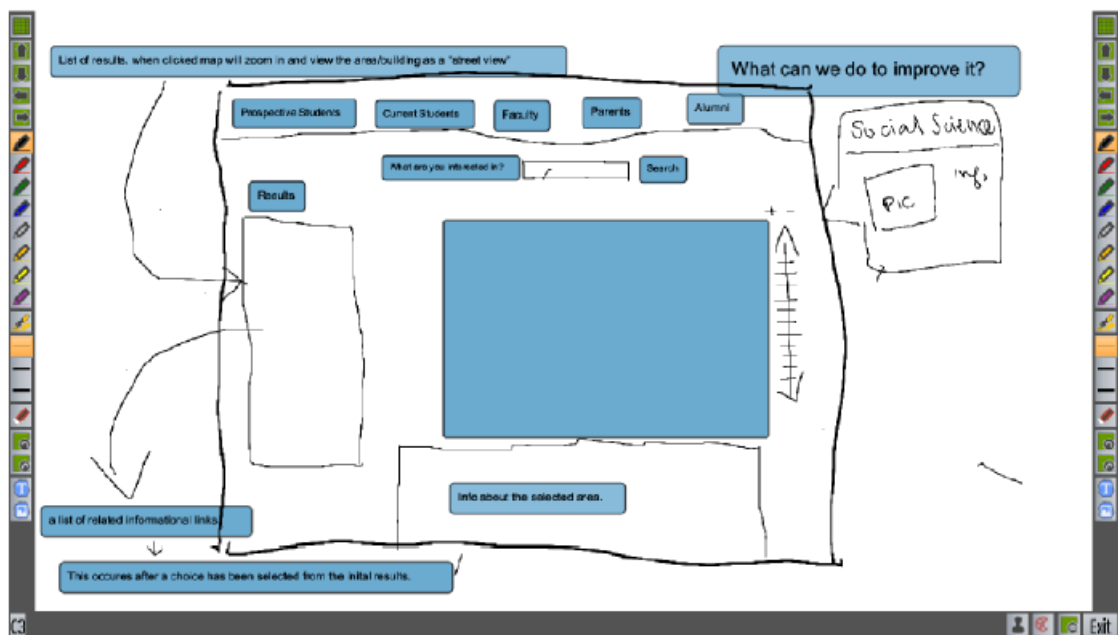 List of results, when clicked map will zoom in and view the area/building as a "street view"
What can we do to improve it?
Prospective Students
Current Students
Faculty
Parents
Alumni
Social Science
What are you interested in?
Search
Results
pic
info
+ -
Info about the selected area.
a list of related informational links.
This occures after a choice has been selected from the inital results.
C3
Exit